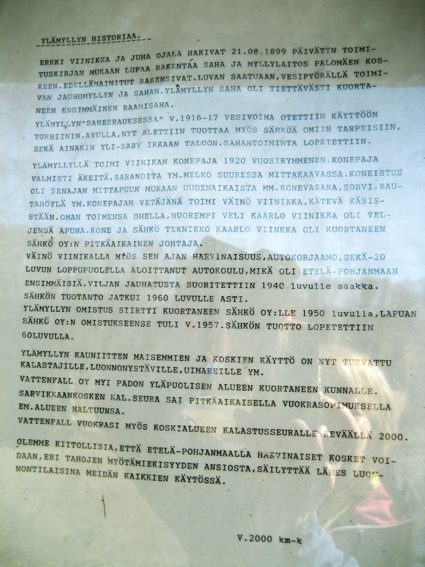 YLÄMYLLYN HISTORIAA.
ERKKI VIINIKKA JA JUHA OJALA HAKIVAT 21.08.1899 PÄIVÄTYN TOIMI-
TUSKIRJAN MUKAAN LUPAA RAKENTAA SAHA JA MYLLYLAITOS PALOMÄEN KOS-
KEEN.EDELLÄMAINITUT RAKENSIVAT.LUVAN SAATUAAN,VESIPYÖRÄLLÄ TOIMI-
VAN JAUHOMYLLYN JA SAHAN.YLÄMYLLYN SAHA OLI TIETTÄVÄSTI KUORTA-
NEEN ENSIMMÄINEN RAAMISAHA.
YLÄMYLLYN"SANEERAUKSESSA" V.1916-17 VESIVOIMA OTETTIIN KÄYTTÖÖN
TURBIININ.AVULLA,NYT ALETTIIN TUOTTAA MYÖS SÄHKÖÄ OMIIN TARPEISIIN,
SEKÄ AINAKIN YLI-SARVIKKAAN TALOON.SAHANTOIMINTA LOPETETTIIN.
YLÄMYLLYLLÄ TOIMI VIINIKAN KONEPAJA 1920 VUOSIKYMMENEN.KONEPAJA
VALMISTI ÄKEITÄ,SARANOITA YM.MELKO SUURESSA MITTAKAAVASSA.KONEISTUS
OLI SENAJAN MITTAPUUN MUKAAN UUDENAIKAISTA MM.KONEVASARA,SORVI,RAU-
TAHÖYLÄ YM.KONEPAJAN VETÄJÄNÄ TOIMI VÄINÖ VIINIKKA,KÄTEVÄ KÄSIS-
STÄÄN.OMAN TOIMENSA OHELLA,NUOREMPI VELI KAARLO VIINIKKA OLI VEL-
JENSÄ APUNA.KONE JA SÄHKÖ TEKNIKKO KAARLO VIINKKA OLI KUORTANEEN
SÄHKÖ OY:N PITKÄAIKAINEN JOHTAJA.
VÄINÖ VIINIKALLA MYÖS SEN AJAN HARVINAISUUS,AUTOKORJAAMO.SEKÄ-20
LUVUN LOPPUPUOLELLA ALOITTANUT AUTOKOULU,MIKÄ OLI ETELÄ-POHJANMAAN
ENSIMMÄISIÄ.VILJAN JAUHATUSTA SUORITETTIIN 1940 luvulle saakka.
SÄHKÖN TUOTANTO JATKUI 1960 LUVULLE ASTI.
YLÄMYLLYN OMISTUS SIIRTYI KUORTANEEN SÄHKÖ OY:LLE 1950 luvulla,LAPUAN
SÄHKÖ OY:N OMISTUKSEENSE TULI V.1957.SÄHKÖN TUOTTO LOPETETTIIN
60LUVULLA.
YLÄMYLLYN KAUNIITTEN MAISEMMIEN JA KOSKIEN KÄYTTÖ ON NYT TURVATTU
KALASTAJILLE,LUONNONYSTÄVILLE,UIMAREILLE YM.
VATTENFALL OY MYI PADON YLÄPUOLISEN ALUEEN KUORTANEEN KUNNALLE.
SARVIKKAANKOSKEN KAL.SEURA SAI PITKÄAIKAISELLA VUOKRASOPIMUKSELLA
EM.ALUEEN HALTUUNSA.
VATTENFALL VUOKRASI MYÖS KOSKIALUEEN KALASTUSSEURALLE KEVÄÄLLÄ 2000.
OLEMME KIITOLLISIA,ETTÄ ETELÄ-POHJANMAALLA HARVINAISET KOSKET VOI-
DAAN,ERI TAHOJEN MYÖTÄMIEKISYYDEN ANSIOSTA,SÄILYTTÄÄ LÄHES LUON-
NONTILAISINA MEIDÄN KAIKKIEN KÄYTÖSSÄ.
V.2000 km-k